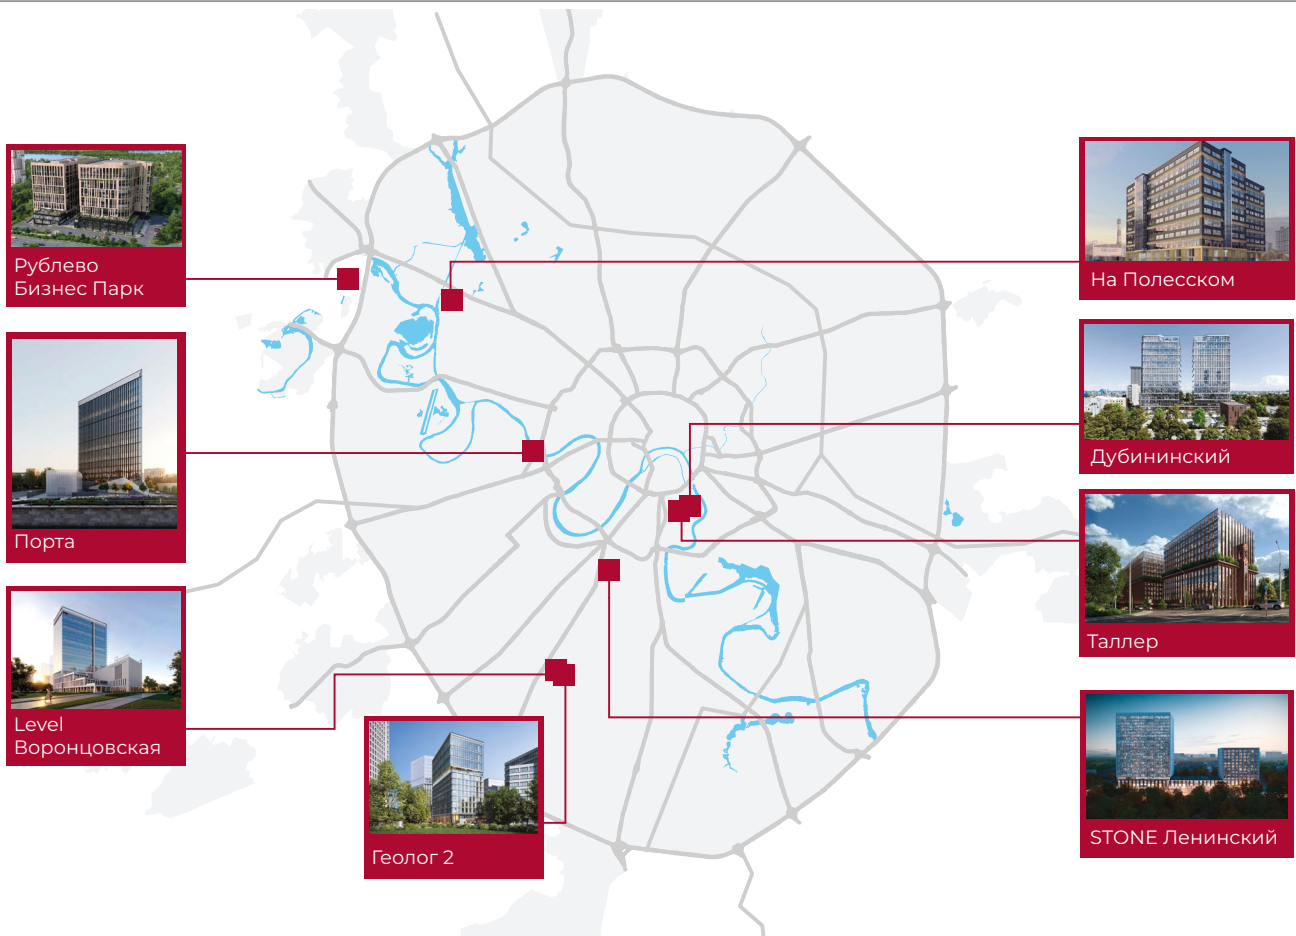 Рублево
Бизнес Парк
Порта
Level
Воронцовская
Геолог 2
На Полесском
Дубининский
Таллер
STONE Ленинский